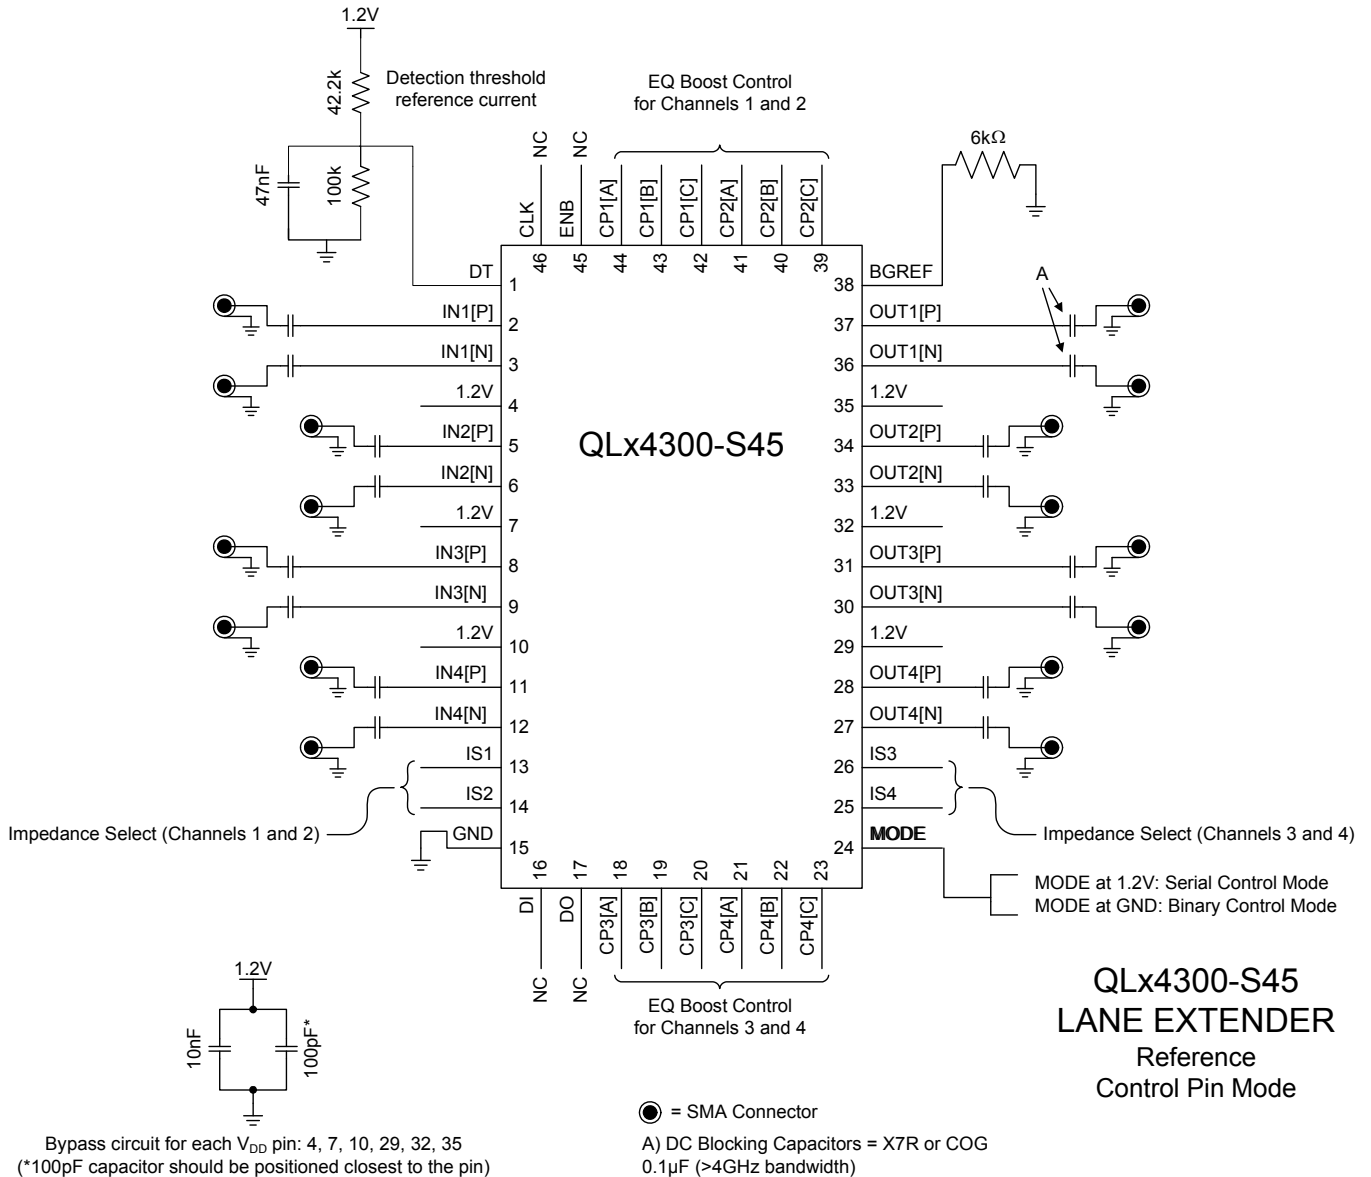 1.2V
42.2k
Detection threshold
reference current
47nF
100k
EQ Boost Control
for Channels 1 and 2
6kΩ
NC
NC
CLK
ENB
CP1[A]
CP1[B]
CP1[C]
CP2[A]
CP2[B]
CP2[C]
46
45
44
43
42
41
40
39
DT
1
IN1[P]
2
IN1[N]
3
1.2V
4
IN2[P]
5
IN2[N]
6
1.2V
7
IN3[P]
8
IN3[N]
9
1.2V
10
IN4[P]
11
IN4[N]
12
IS1
13
IS2
14
GND
15
Impedance Select (Channels 1 and 2)
QLx4300-S45
38
BGREF
A
37
OUT1[P]
36
OUT1[N]
35
1.2V
34
OUT2[P]
33
OUT2[N]
32
1.2V
31
OUT3[P]
30
OUT3[N]
29
1.2V
28
OUT4[P]
27
OUT4[N]
26
IS3
25
IS4
24
MODE
Impedance Select (Channels 3 and 4)
MODE at 1.2V: Serial Control Mode
MODE at GND: Binary Control Mode
16
17
18
19
20
21
22
23
DI
DO
CP3[A]
CP3[B]
CP3[C]
CP4[A]
CP4[B]
CP4[C]
NC
NC
EQ Boost Control
for Channels 3 and 4
1.2V
10nF
100pF*
Bypass circuit for each VDD pin: 4, 7, 10, 29, 32, 35
(*100pF capacitor should be positioned closest to the pin)
= SMA Connector
A) DC Blocking Capacitors = X7R or COG
0.1µF (>4GHz bandwidth)
QLx4300-S45
LANE EXTENDER
Reference
Control Pin Mode